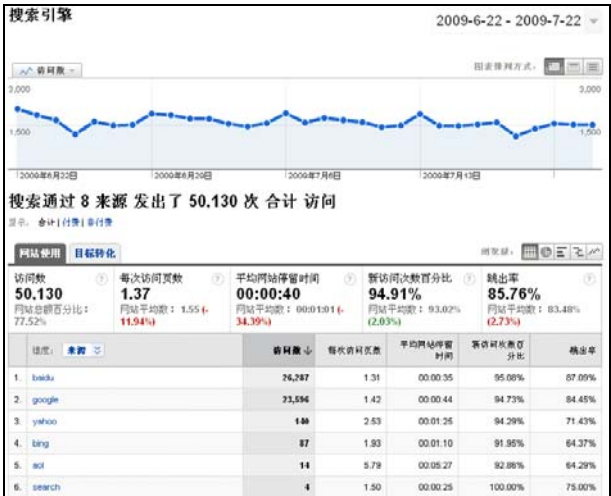 搜索引擎
2009-6-22 - 2009-7-22
访问数
图表排列方式:
3,000 3,000
1,500 1,500
2009年6月22日 2009年6月29日 2009年7月6日 2009年7月13日
搜索通过 8 来源 发出了 50,130 次 合计 访问
显示: 合计 | 付费 | 非付费
网站使用 目标转化
访问数 每次访问页数 平均网站停留时间 新访问次数百分比 跳出率
50,130 1.37 00:00:40 94.91% 85.76%
网站总额百分比: 网站平均数: 1.55 (- 网站平均数: 00:01:01 (- 网站平均数: 93.02% 网站平均数: 83.48%
77.52% 11.94%) 34.39%) (2.03%) (2.73%)
来源 访问数 每次访问页数 平均网站停留时间 新访问次数百分比 跳出率
1. baidu 26,287 1.31 00:00:35 95.08% 87.09%
2. google 23,596 1.42 00:00:44 94.73% 84.45%
3. yahoo 140 2.53 00:01:25 94.29% 71.43%
4. bing 87 1.93 00:01:10 91.95% 64.37%
5. aol 14 5.79 00:05:27 92.86% 64.29%
6. search 4 1.50 00:00:25 100.00% 75.00%